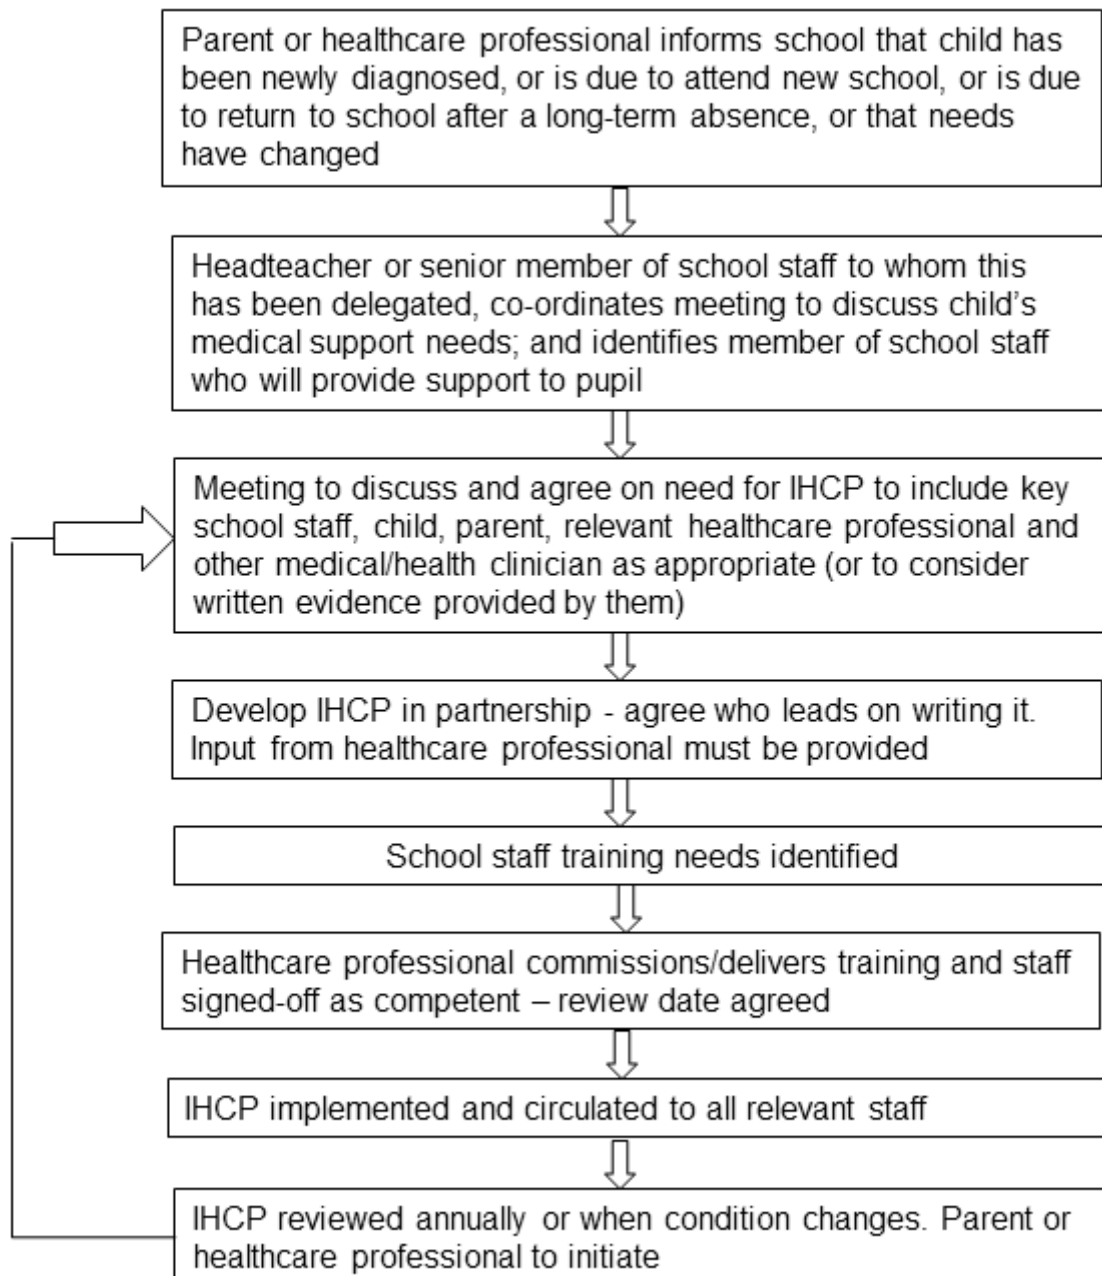 Parent or healthcare professional informs school that child has
been newly diagnosed, or is due to attend new school, or is due
to return to school after a long-term absence, or that needs
have changed
Headteacher or senior member of school staff to whom this
has been delegated, co-ordinates meeting to discuss child's
medical support needs; and identifies member of school staff
who will provide support to pupil
Meeting to discuss and agree on need for IHCP to include key
school staff, child, parent, relevant healthcare professional and
other medical/health clinician as appropriate (or to consider
written evidence provided by them)
Develop IHCP in partnership - agree who leads on writing it.
Input from healthcare professional must be provided
School staff training needs identified
Healthcare professional commissions/delivers training and staff
signed-off as competent – review date agreed
IHCP implemented and circulated to all relevant staff
IHCP reviewed annually or when condition changes. Parent or
healthcare professional to initiate